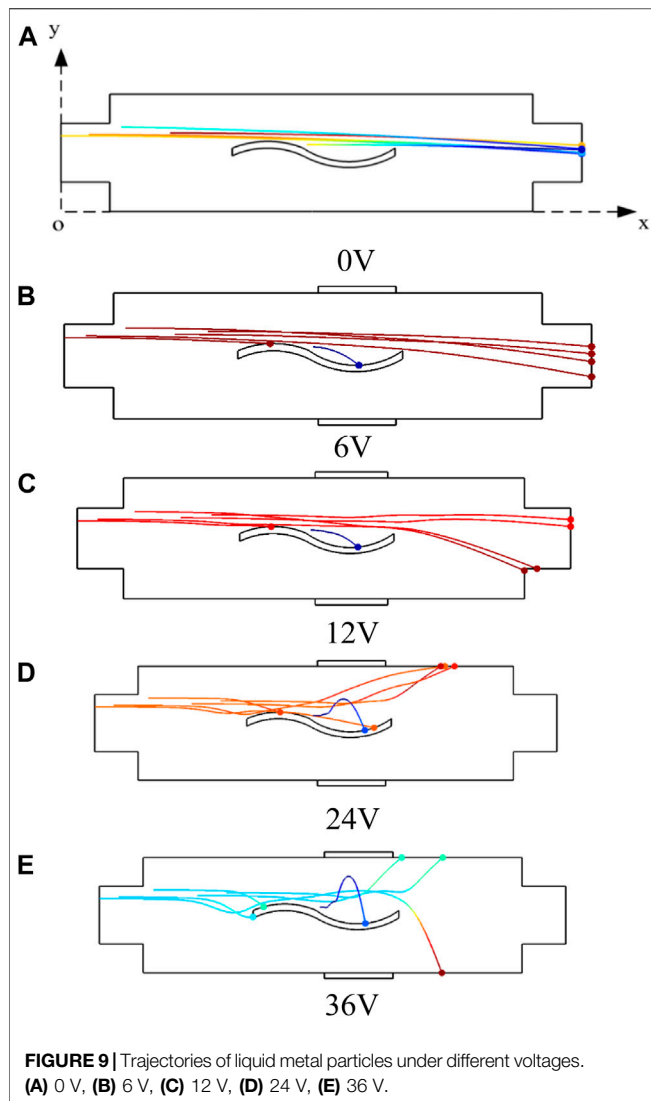 A
y
o
x
0V
B
6V
C
12V
D
24V
E
36V
FIGURE 9 | Trajectories of liquid metal particles under different voltages.
(A) 0 V, (B) 6 V, (C) 12 V, (D) 24 V, (E) 36 V.